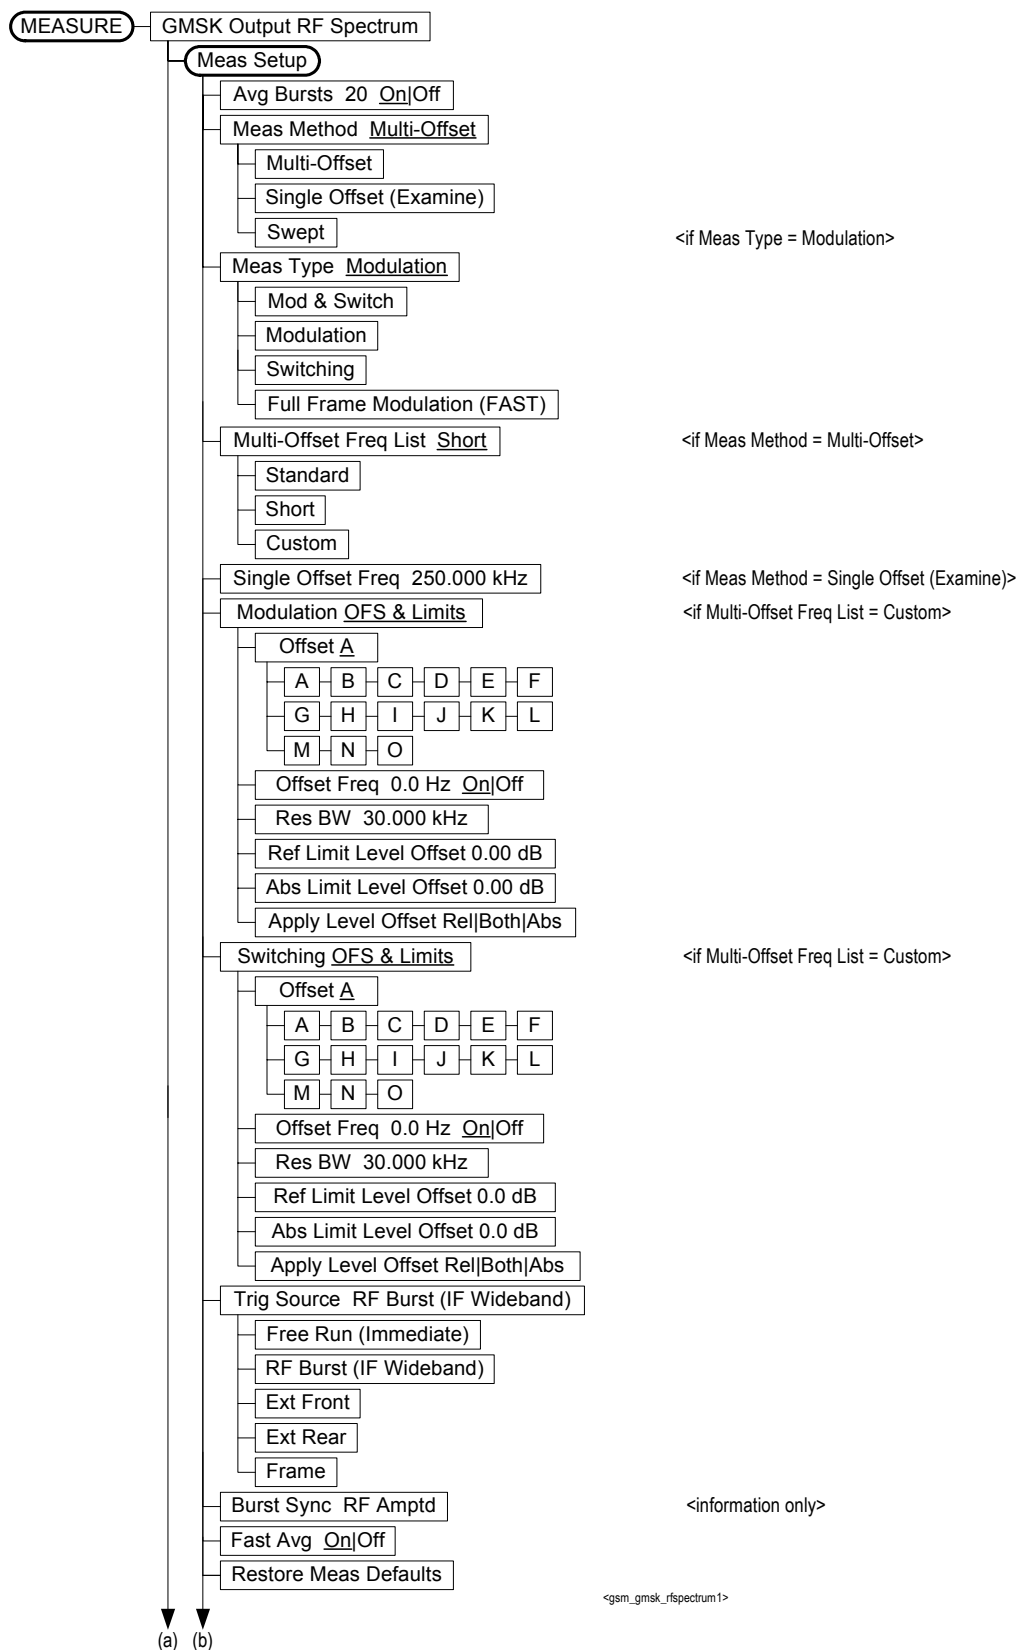 MEASURE GMSK Output RF Spectrum
Meas Setup
Avg Bursts 20 On|Off
Meas Method Multi-Offset
Multi-Offset
Single Offset (Examine)
Swept <if Meas Type = Modulation>
Meas Type Modulation
Mod & Switch
Modulation
Switching
Full Frame Modulation (FAST)
Multi-Offset Freq List Short <if Meas Method = Multi-Offset>
Standard
Short
Custom
Single Offset Freq 250.000 kHz <if Meas Method = Single Offset (Examine)>
Modulation OFS & Limits <if Multi-Offset Freq List = Custom>
Offset A
A B C D E F
G H I J K L
M N O
Offset Freq 0.0 Hz On|Off
Res BW 30.000 kHz
Ref Limit Level Offset 0.00 dB
Abs Limit Level Offset 0.00 dB
Apply Level Offset Rel|Both|Abs
Switching OFS & Limits <if Multi-Offset Freq List = Custom>
Offset A
A B C D E F
G H I J K L
M N O
Offset Freq 0.0 Hz On|Off
Res BW 30.000 kHz
Ref Limit Level Offset 0.0 dB
Abs Limit Level Offset 0.0 dB
Apply Level Offset Rel|Both|Abs
Trig Source RF Burst (IF Wideband)
Free Run (Immediate)
RF Burst (IF Wideband)
Ext Front
Ext Rear
Frame
Burst Sync RF Amptd <information only>
Fast Avg On|Off
Restore Meas Defaults
<gsm_gmsk_rfspectrum1>
(a) (b)